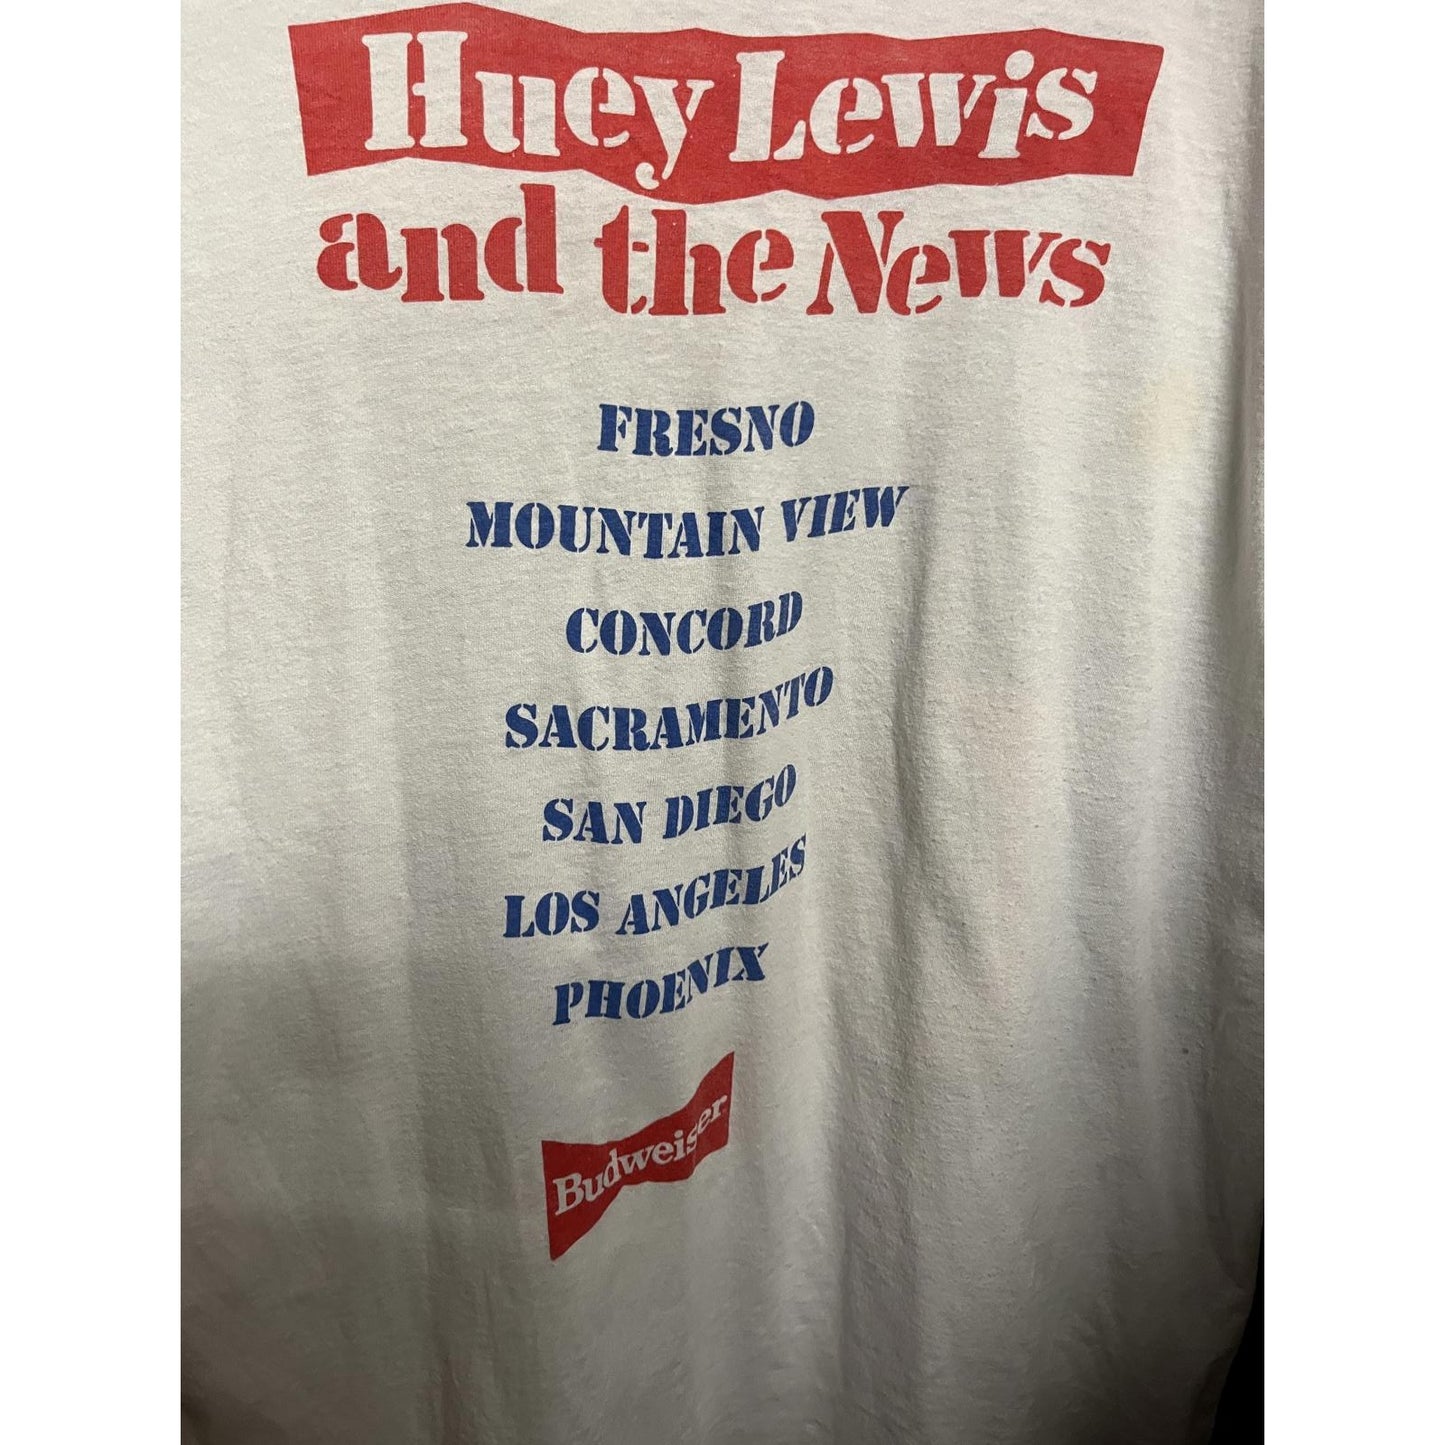 Huey Lewis
and the News
FRESNO
MOUNTAIN VIEW
CONCORD
SACRAMENTO
SAN DIEGO
LOS ANGELES
PHOENIX
Budweiser